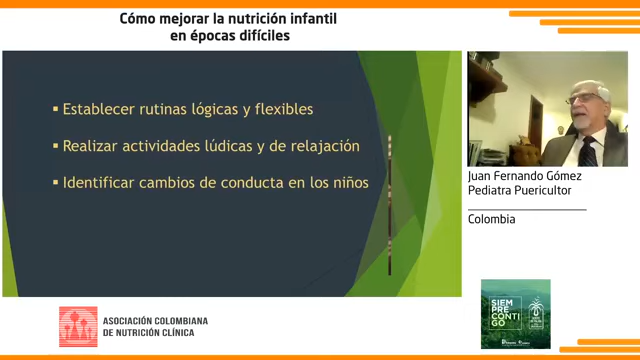 Cómo mejorar la nutrición infantil
en épocas difíciles
▪ Establecer rutinas lógicas y flexibles
▪ Realizar actividades lúdicas y de relajación
▪ Identificar cambios de conducta en los niños
Juan Fernando Gómez
Pediatra Puericultor
Colombia
ASOCIACIÓN COLOMBIANA
DE NUTRICIÓN CLÍNICA
SIEM
PRE
CONTI
GO